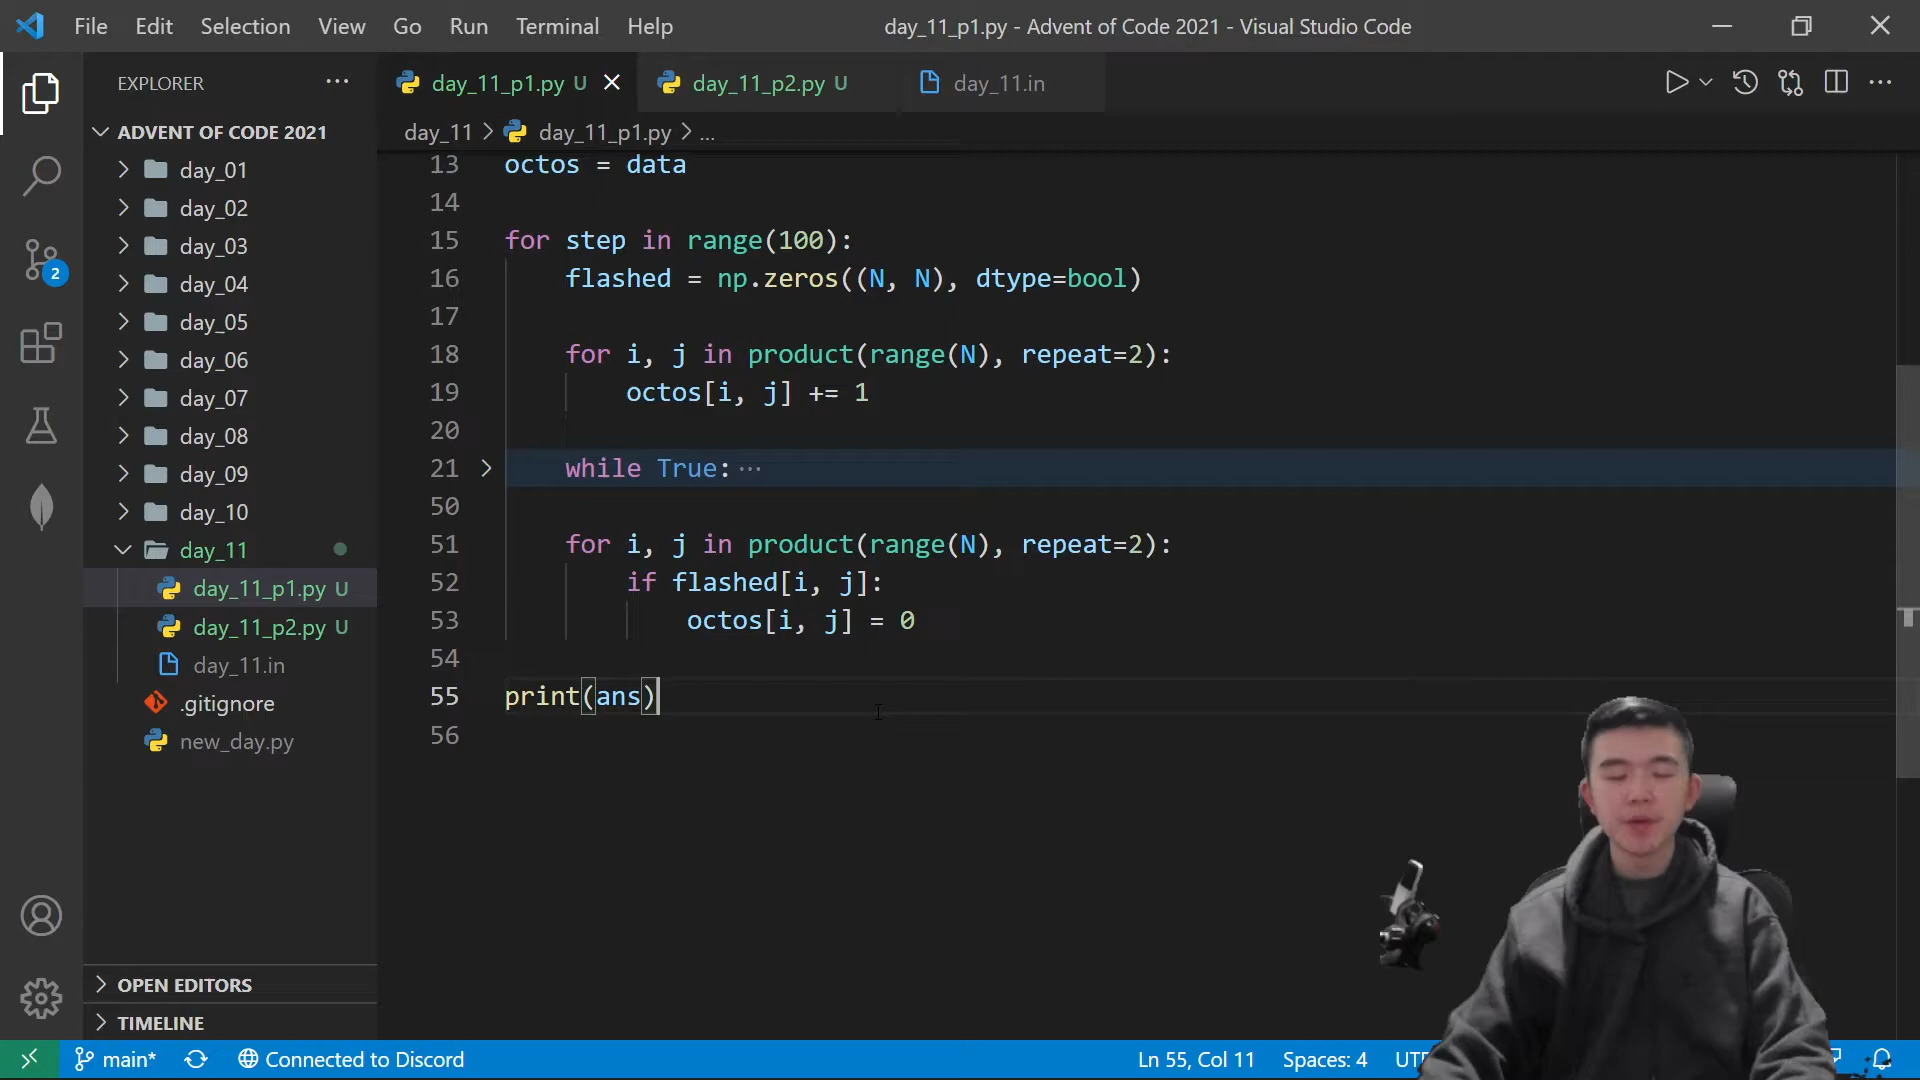 File Edit Selection View Go Run Terminal Help
day_11_p1.py - Advent of Code 2021 - Visual Studio Code
EXPLORER
day_11_p1.py U
day_11_p2.py U
day_11.in
day_11 > day_11_p1.py > ...
ADVENT OF CODE 2021
day_01
day_02
day_03
day_04
day_05
day_06
day_07
day_08
day_09
day_10
day_11
day_11_p1.py U
day_11_p2.py U
day_11.in
.gitignore
new_day.py
OPEN EDITORS
TIMELINE
2
13 octos = data
14
15 for step in range(100):
16 flashed = np.zeros((N, N), dtype=bool)
17
18 for i, j in product(range(N), repeat=2):
19 octos[i, j] += 1
20
21 while True: ...
50
51 for i, j in product(range(N), repeat=2):
52 if flashed[i, j]:
53 octos[i, j] = 0
54
55 print(ans)
56
main* Connected to Discord Ln 55, Col 11 Spaces: 4